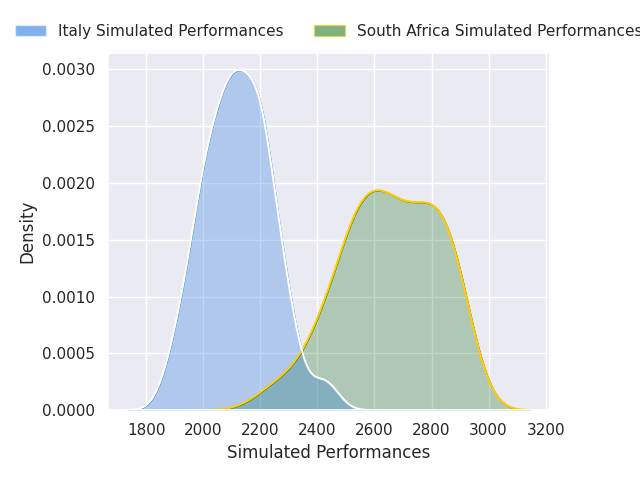 Italy Simulated Performances South Africa Simulated Performances
0.0030
0.0025
0.0020
0.0015
0.0010
0.0005
0.0000
Density
1800 2000 2200 2400 2600 2800 3000 3200
Simulated Performances